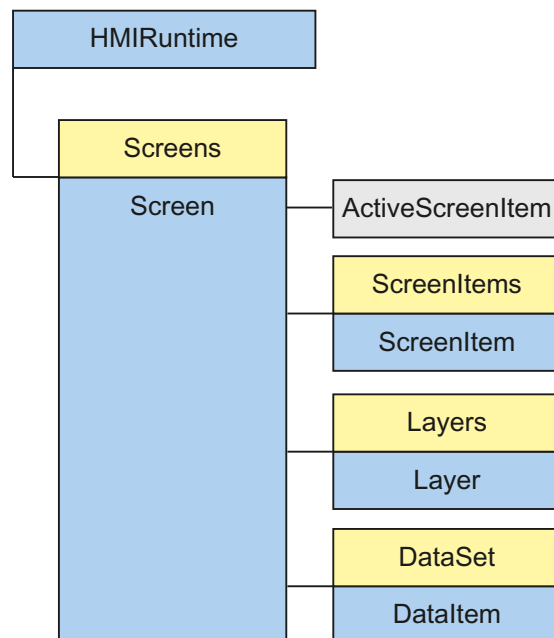 HMIRuntime
Screens
Screen
ActiveScreenItem
ScreenItems
ScreenItem
Layers
Layer
DataSet
DataItem